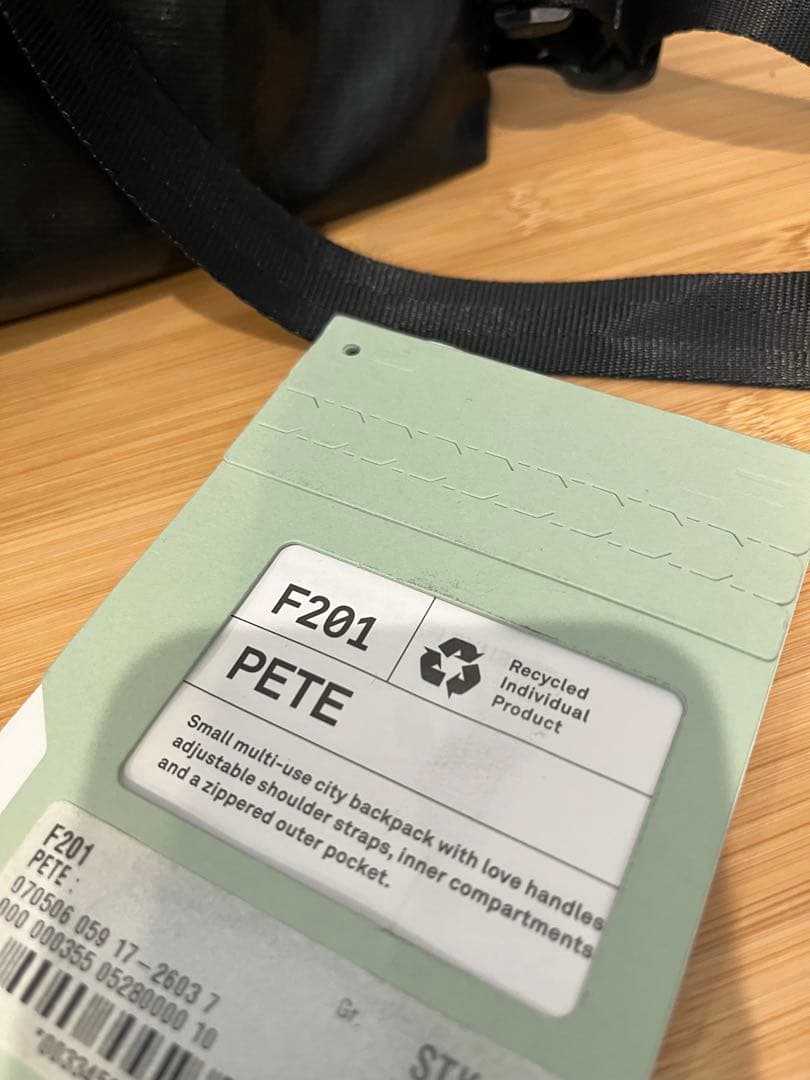 F201
Recycled
Individual
Product
PETE
Small multi-use city backpack with love handles,
adjustable shoulder straps, inner compartments
and a zippered outer pocket.
F201
PETE :
070506 059 17-2603 7
000 000355 05280000 10
Gr.